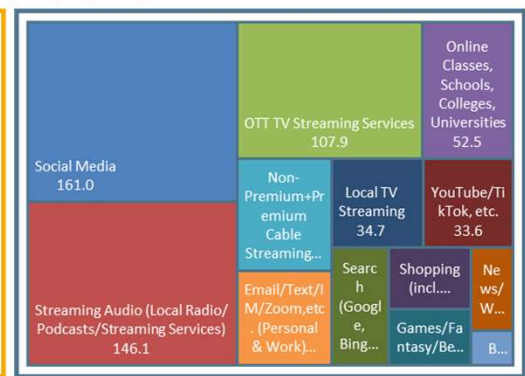 Social Media
161.0
Streaming Audio (Local Radio/
Podcasts/Streaming Services)
146.1
OTT TV Streaming Services
107.9
Online
Classes,
Schools,
Colleges,
Universities
52.5
Non-
Premium+Pr
emium
Cable
Streaming...
Local TV
Streaming
34.7
YouTube/Ti
kTok, etc.
33.6
Email/Text/I
M/Zoom,etc
. (Personal
& Work)...
Searc
h
(Googl
e,
Bing...
Shopping
(incl....
Ne
ws/
W...
Games/Fa
ntasy/Be...
B...